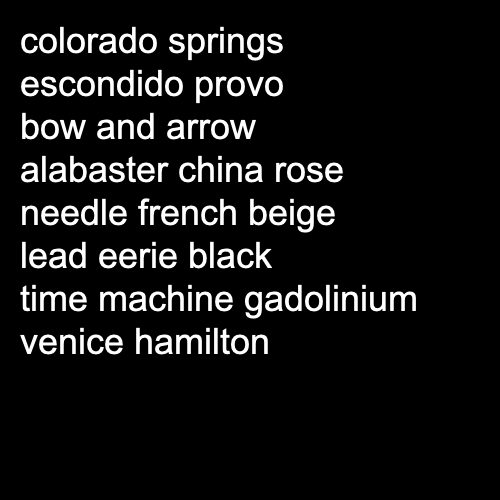 colorado springs
escondido provo
bow and arrow
alabaster china rose
needle french beige
lead eerie black
time machine gadolinium
venice hamilton